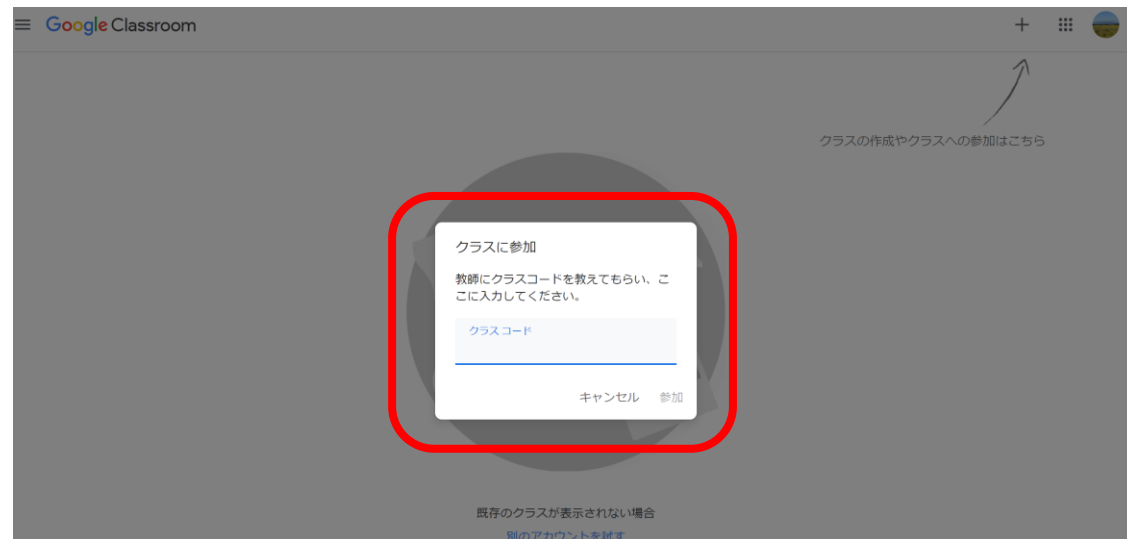 Google Classroom
クラスの作成やクラスへの参加はこちら
クラスに参加
教師にクラスコードを教えてもらい、こ
こに入力してください。
クラス コード
キャンセル 参加
既存のクラスが表示されない場合
別のアカウントを試す